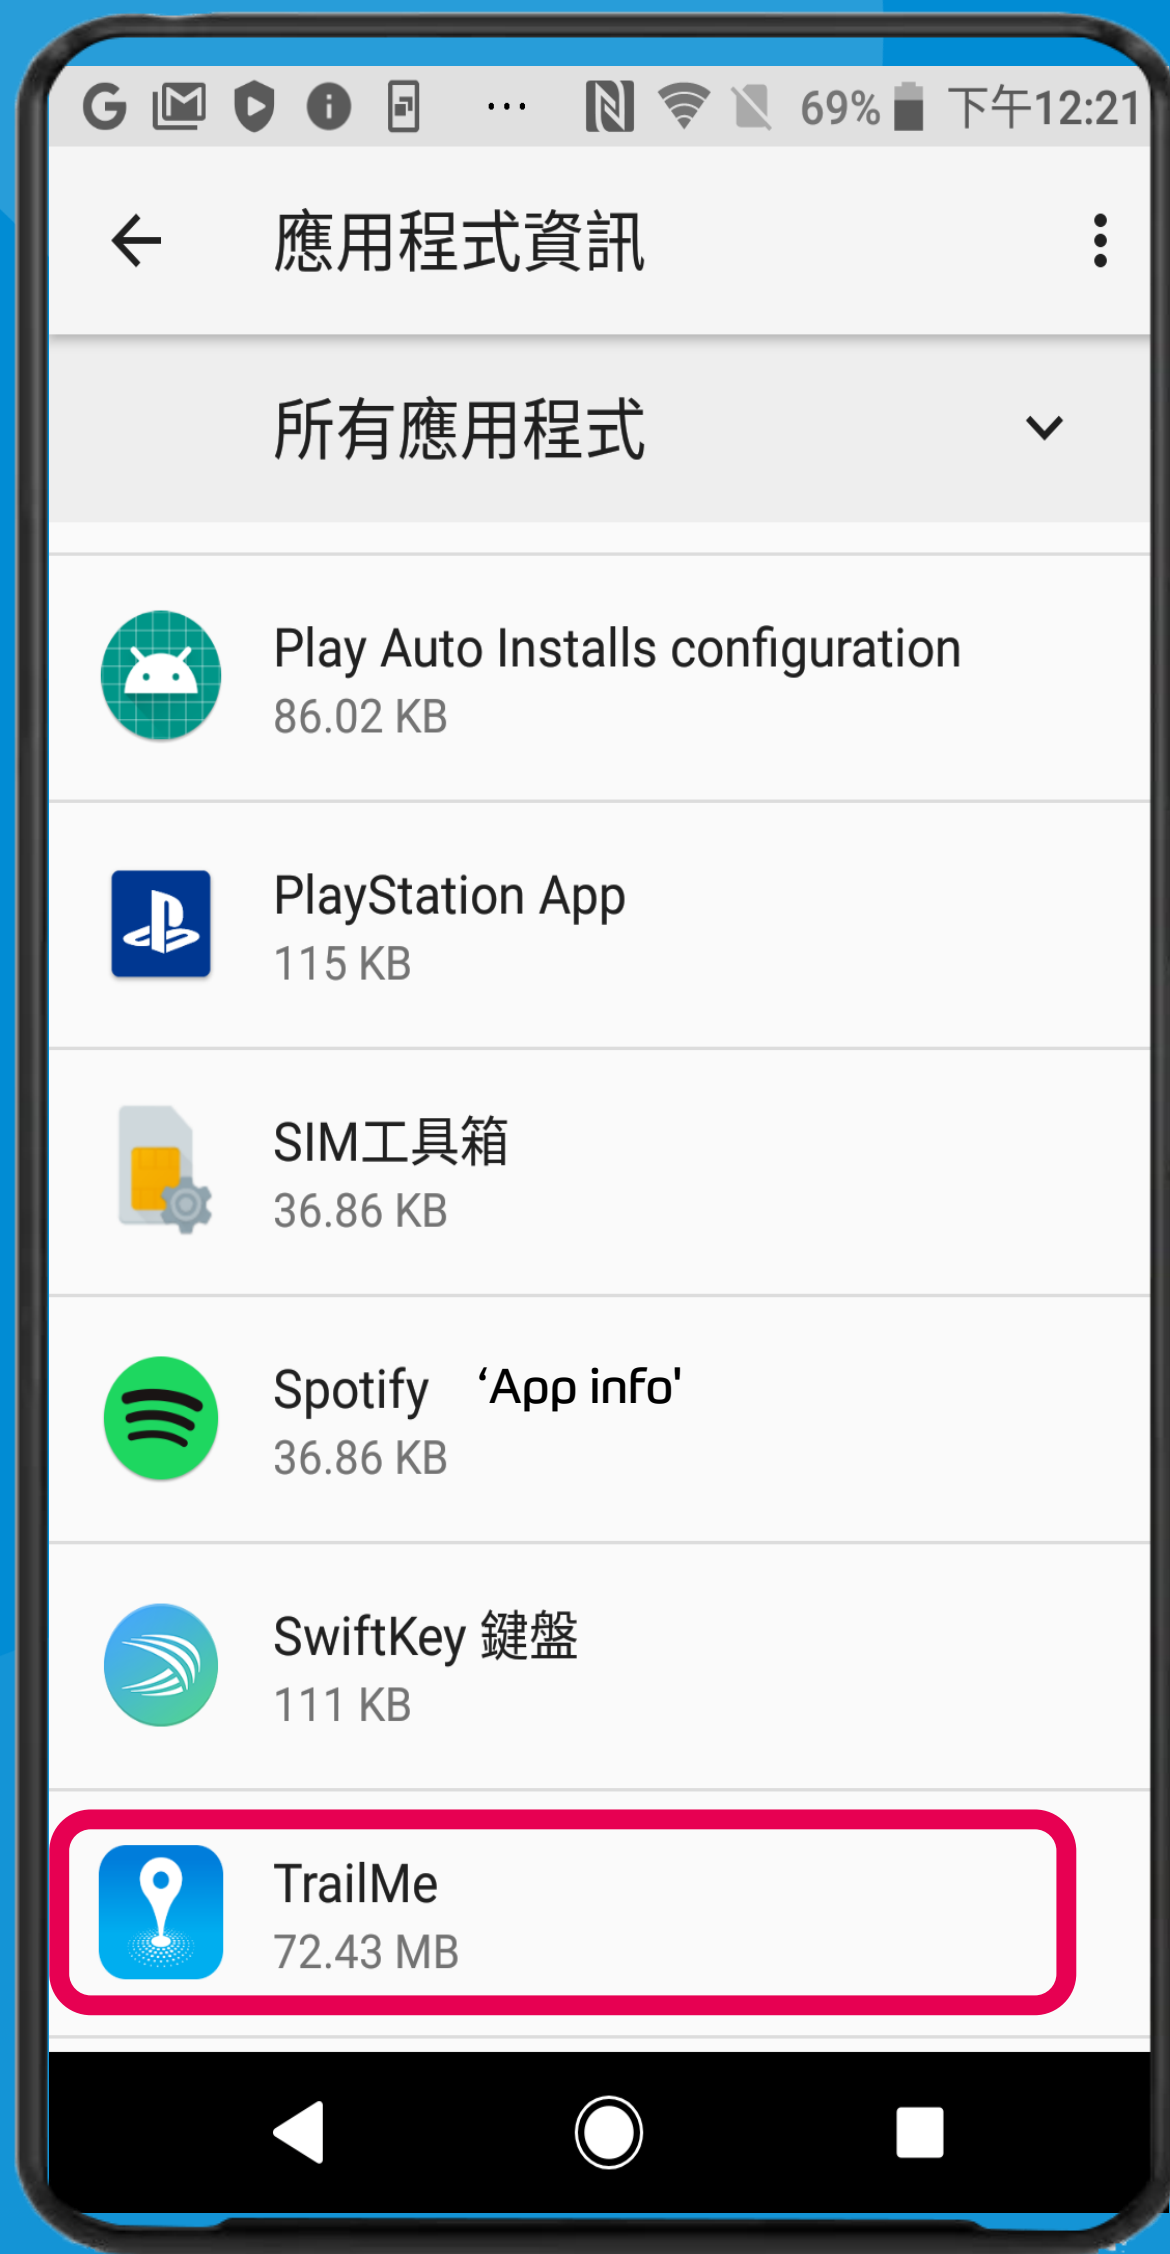 69% 下午12:21
應用程式資訊
所有應用程式
Play Auto Installs configuration
86.02 KB
PlayStation App
115 KB
SIM工具箱
36.86 KB
Spotify ‘App info'
36.86 KB
SwiftKey 鍵盤
111 KB
TrailMe
72.43 MB